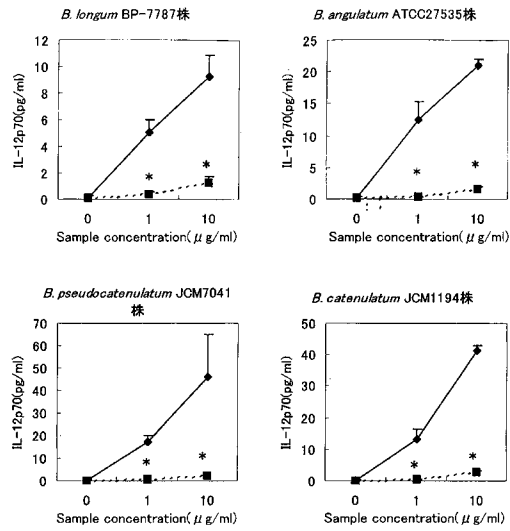 B. longum BP-7787株
IL-12p70(pg/ml)
12
10
8
6
4
2
0
*
*
0 1 10
Sample concentration(μg/ml)
B. angulatum ATCC27535株
IL-12p70(pg/ml)
25
20
15
10
5
0
*
*
0 1 10
Sample concentration(μg/ml)
B. pseudocatenulatum JCM7041
株
IL-12p70(pg/ml)
70
60
50
40
30
20
10
0
*
*
0 1 10
Sample concentration(μg/ml)
B. catenulatum JCM1194株
IL-12p70(pg/ml)
50
40
30
20
10
0
*
*
0 1 10
Sample concentration(μg/ml)